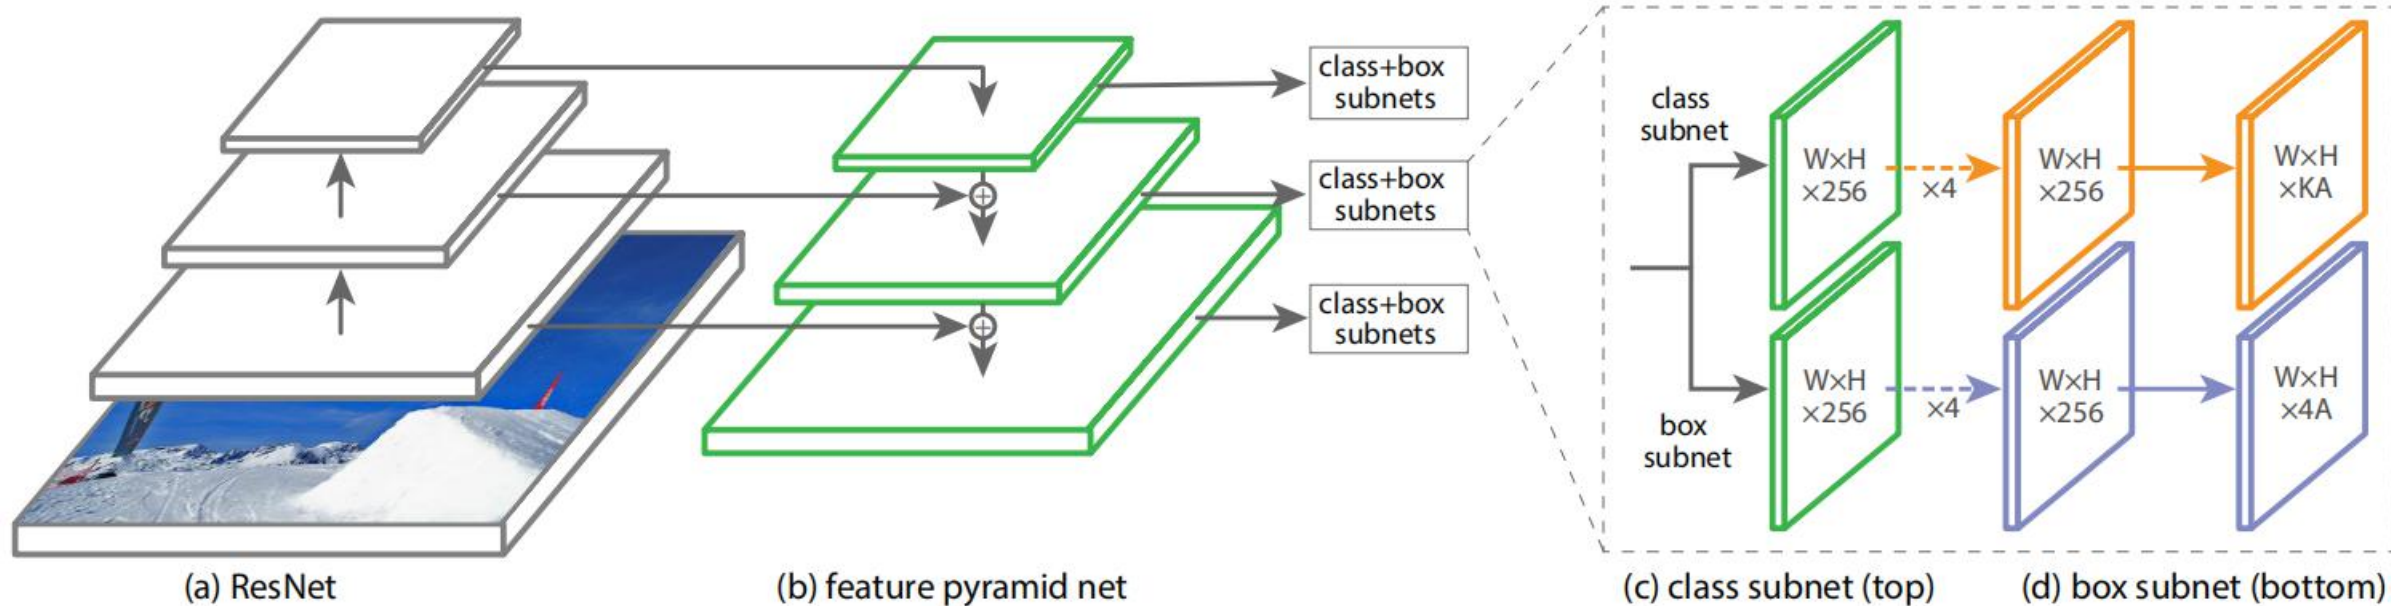 class+box
subnets
class+box
subnets
class+box
subnets
class
subnet
W×H
×256
×4
W×H
×256
W×H
×KA
box
subnet
W×H
×256
×4
W×H
×256
W×H
×4A
(a) ResNet
(b) feature pyramid net
(c) class subnet (top)
(d) box subnet (bottom)